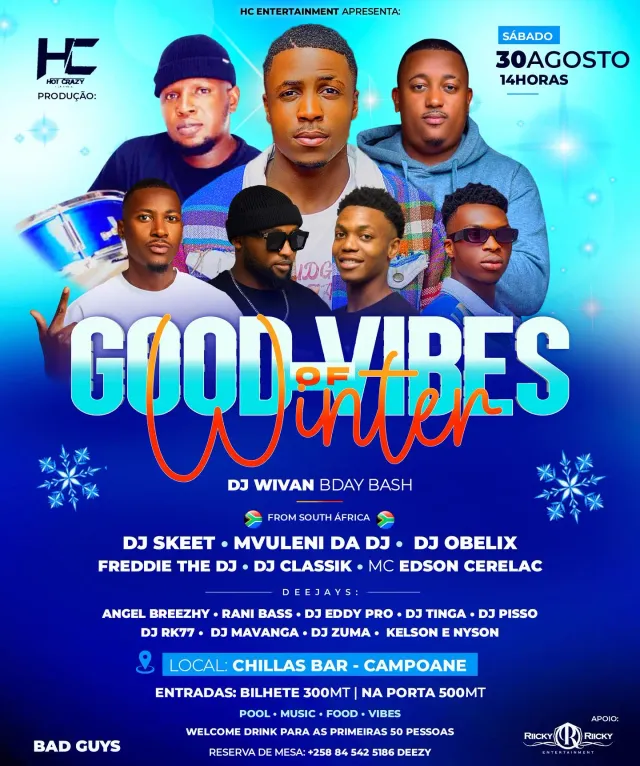 HC ENTERTAINMENT APRESENTA:
HC
HOT CRAZY
PRODUÇÃO:
SÁBADO
30AGOSTO
14HORAS
GOOD VIBES
OF
Winter
DJ WIVAN BDAY BASH
FROM SOUTH ÁFRICA
DJ SKEET • MVULENI DA DJ • DJ OBELIX
FREDDIE THE DJ • DJ CLASSIK • MC EDSON CERELAC
DEEJAYS:
ANGEL BREEZHY • RANI BASS • DJ EDDY PRO • DJ TINGA • DJ PISSO
DJ RK77 • DJ MAVANGA • DJ ZUMA • KELSON E NYSON
LOCAL: CHILLAS BAR - CAMPOANE
ENTRADAS: BILHETE 300MT | NA PORTA 500MT
POOL • MUSIC • FOOD • VIBES
WELCOME DRINK PARA AS PRIMEIRAS 50 PESSOAS
RESERVA DE MESA: +258 84 542 5186 DEEZY
BAD GUYS
APOIO:
RIICKY R RIICKY
ENTERTAINMENT